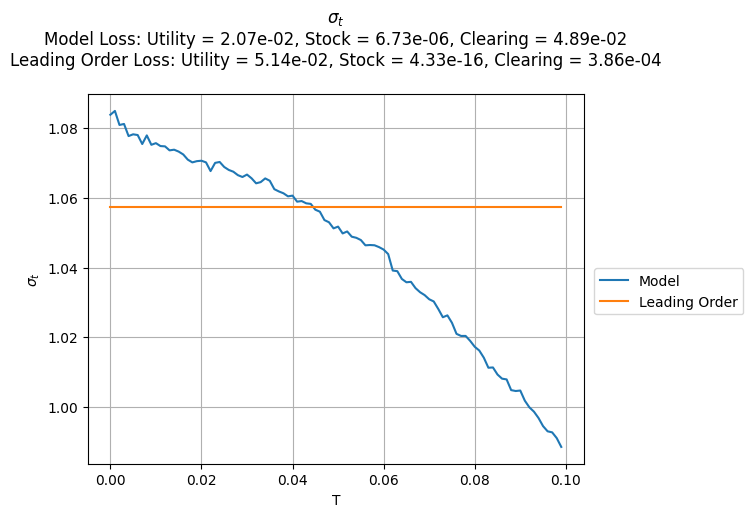 σ_t
Model Loss: Utility = 2.07e-02, Stock = 6.73e-06, Clearing = 4.89e-02
Leading Order Loss: Utility = 5.14e-02, Stock = 4.33e-16, Clearing = 3.86e-04
1.08
1.06
1.04
1.02
1.00
σ_t
0.00 0.02 0.04 0.06 0.08 0.10
T
Model
Leading Order